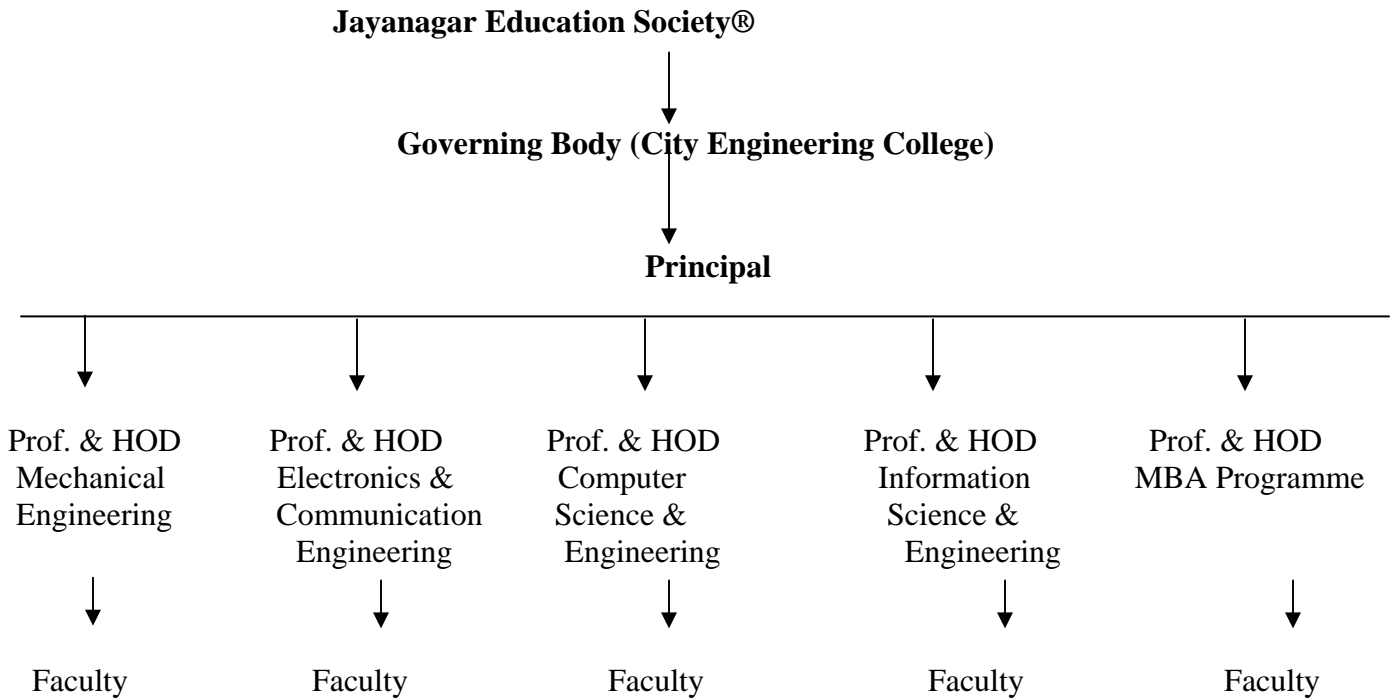 Jayanagar Education Society®
Governing Body (City Engineering College)
Principal
Prof. & HOD
Mechanical
Engineering
Prof. & HOD
Electronics &
Communication
Engineering
Prof. & HOD
Computer
Science &
Engineering
Prof. & HOD
Information
Science &
Engineering
Prof. & HOD
MBA Programme
Faculty
Faculty
Faculty
Faculty
Faculty